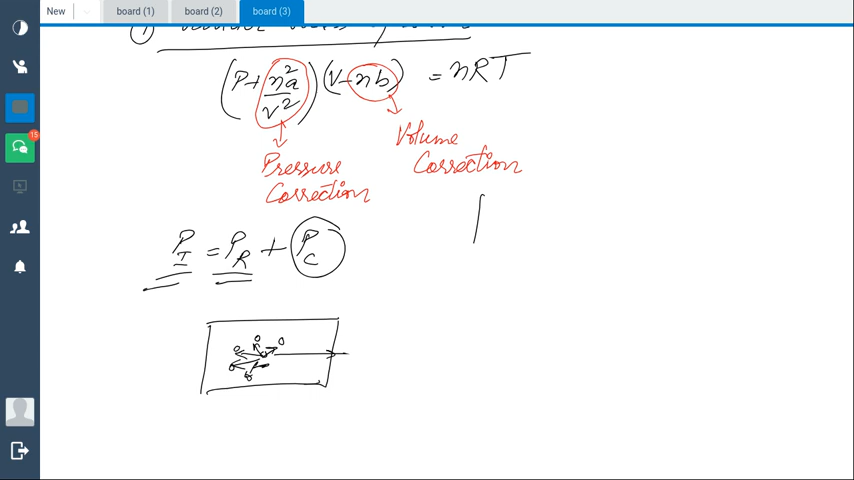 New
board (1)
board (2)
board (3)
15
(P + n²a/v²) (V - nb) = nRT
Volume
Correction
Pressure
Correction
P_I = P_R + P_C